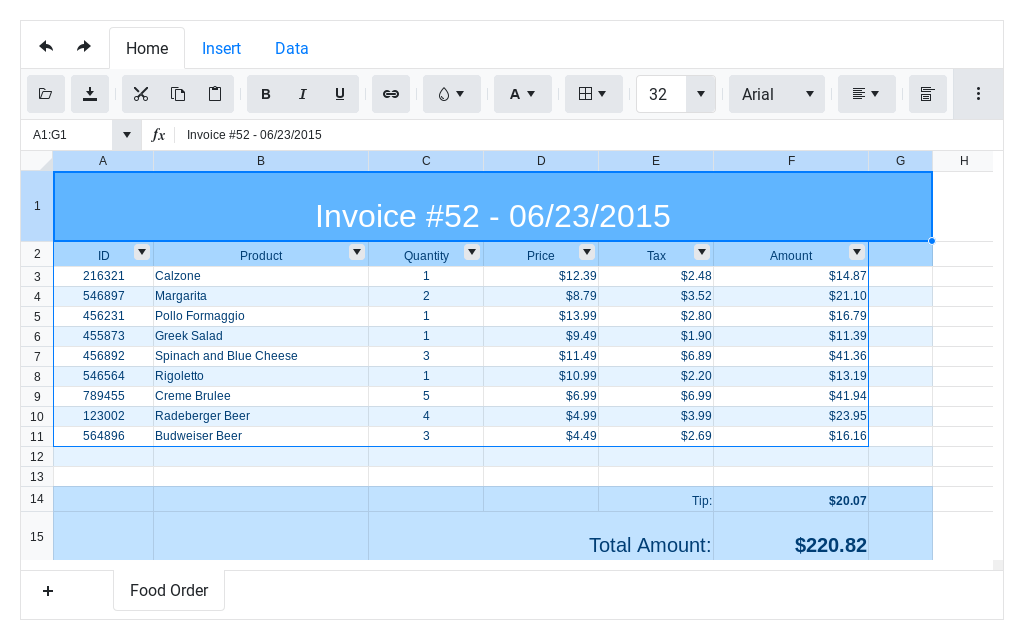 Home Insert Data
B I U A 32 Arial
A1:G1 fx Invoice #52 - 06/23/2015
A B C D E F G H
1 Invoice #52 - 06/23/2015
2 ID Product Quantity Price Tax Amount
3 216321 Calzone 1 $12.39 $2.48 $14.87
4 546897 Margarita 2 $8.79 $3.52 $21.10
5 456231 Pollo Formaggio 1 $13.99 $2.80 $16.79
6 455873 Greek Salad 1 $9.49 $1.90 $11.39
7 456892 Spinach and Blue Cheese 3 $11.49 $6.89 $41.36
8 546564 Rigoletto 1 $10.99 $2.20 $13.19
9 789455 Creme Brulee 5 $6.99 $6.99 $41.94
10 123002 Radeberger Beer 4 $4.99 $3.99 $23.95
11 564896 Budweiser Beer 3 $4.49 $2.69 $16.16
12
13
14 Tip: $20.07
15 Total Amount: $220.82
+ Food Order